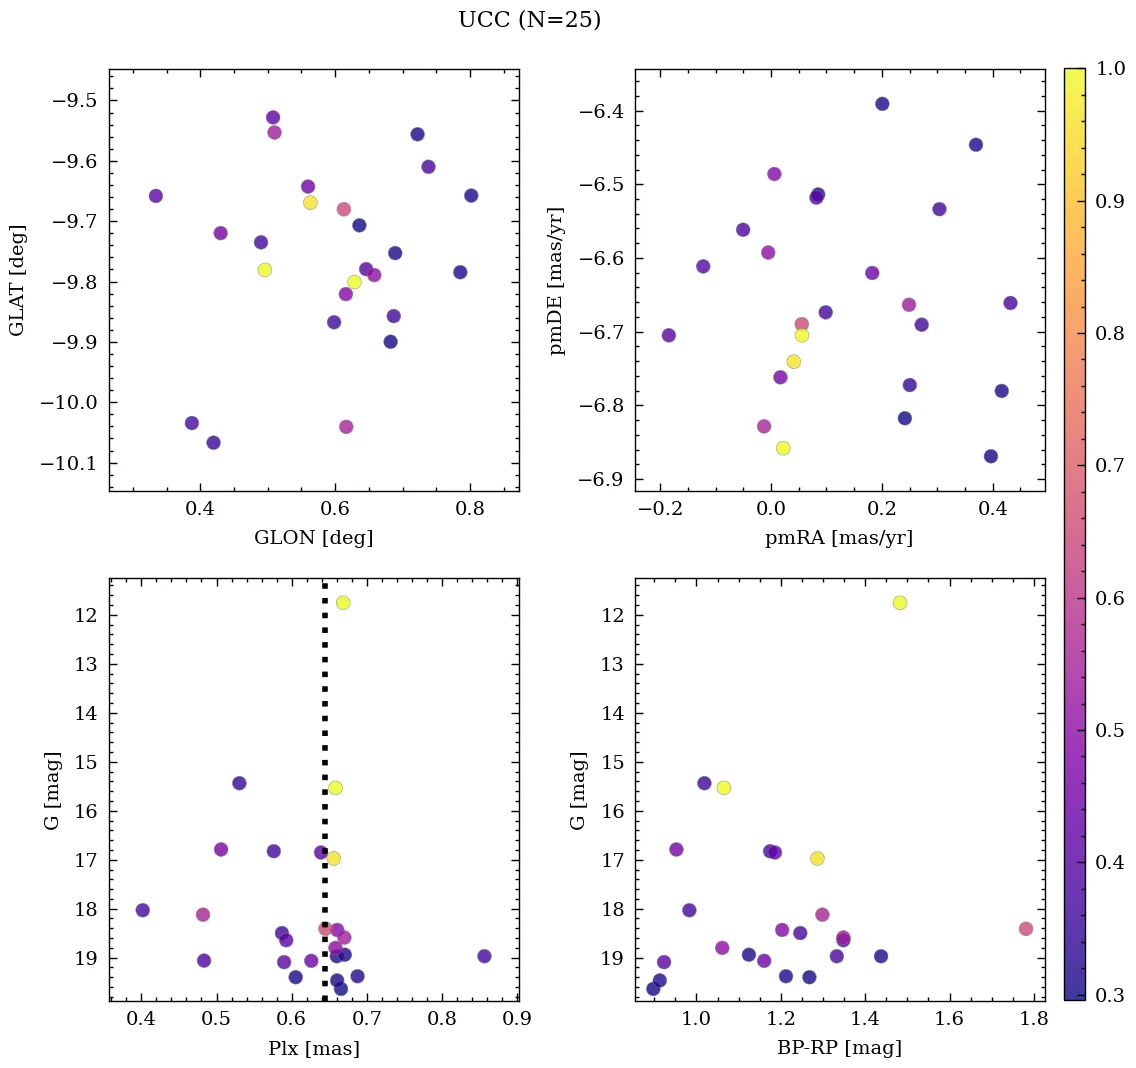 UCC (N=25)
−9.5
−9.6
−9.7
−9.8
−9.9
−10.0
−10.1
GLAT [deg]
0.4 0.6 0.8
GLON [deg]
−6.4
−6.5
−6.6
−6.7
−6.8
−6.9
pmDE [mas/yr]
−0.2 0.0 0.2 0.4
pmRA [mas/yr]
12
13
14
15
16
17
18
19
G [mag]
0.4 0.5 0.6 0.7 0.8 0.9
Plx [mas]
12
13
14
15
16
17
18
19
G [mag]
1.0 1.2 1.4 1.6 1.8
BP-RP [mag]
1.0
0.9
0.8
0.7
0.6
0.5
0.4
0.3